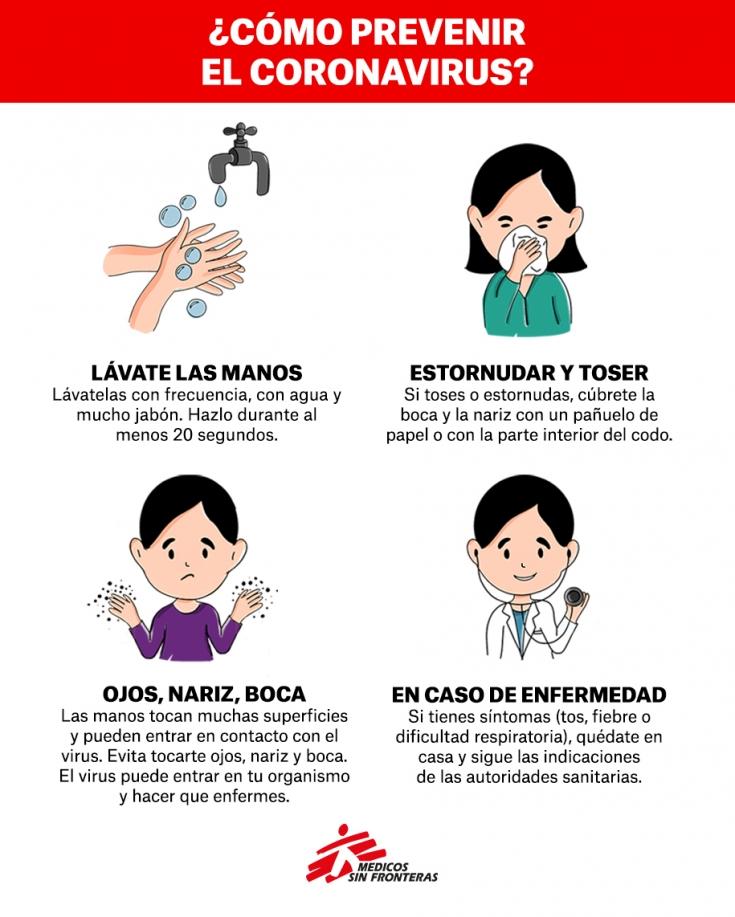 ¿CÓMO PREVENIR
EL CORONAVIRUS?
LÁVATE LAS MANOS
Lávatelas con frecuencia, con agua y
mucho jabón. Hazlo durante al
menos 20 segundos.
ESTORNUDAR Y TOSER
Si toses o estornudas, cúbrete la
boca y la nariz con un pañuelo de
papel o con la parte interior del codo.
OJOS, NARIZ, BOCA
Las manos tocan muchas superficies
y pueden entrar en contacto con el
virus. Evita tocarte ojos, nariz y boca.
El virus puede entrar en tu organismo
y hacer que enfermes.
EN CASO DE ENFERMEDAD
Si tienes síntomas (tos, fiebre o
dificultad respiratoria), quédate en
casa y sigue las indicaciones
de las autoridades sanitarias.
MEDICOS
SIN FRONTERAS